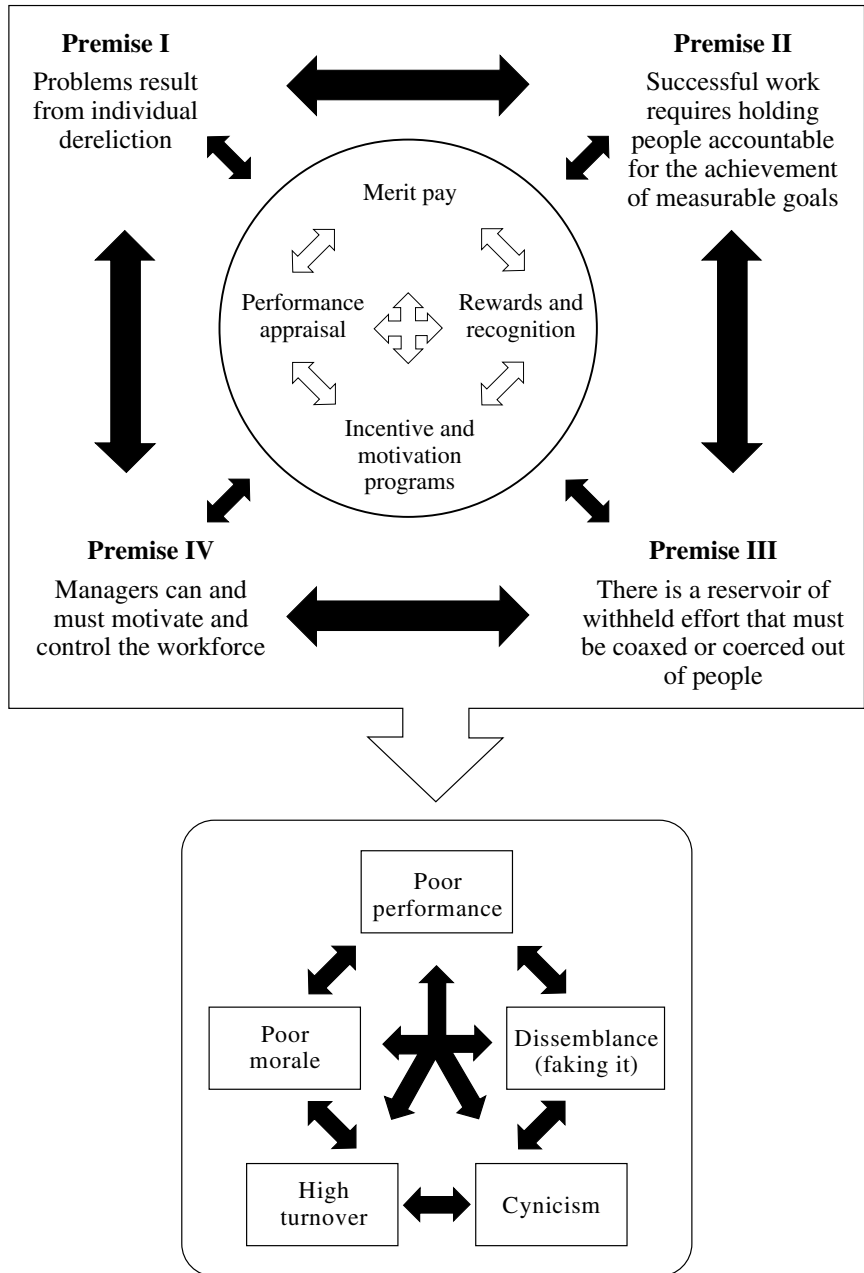 Premise I
Problems result
from individual
dereliction
Premise II
Successful work
requires holding
people accountable
for the achievement
of measurable goals
Merit pay
Performance
appraisal
Rewards and
recognition
Incentive and
motivation
programs
Premise IV
Managers can and
must motivate and
control the workforce
Premise III
There is a reservoir of
withheld effort that must
be coaxed or coerced out
of people
Poor
performance
Poor
morale
Dissemblance
(faking it)
High
turnover
Cynicism